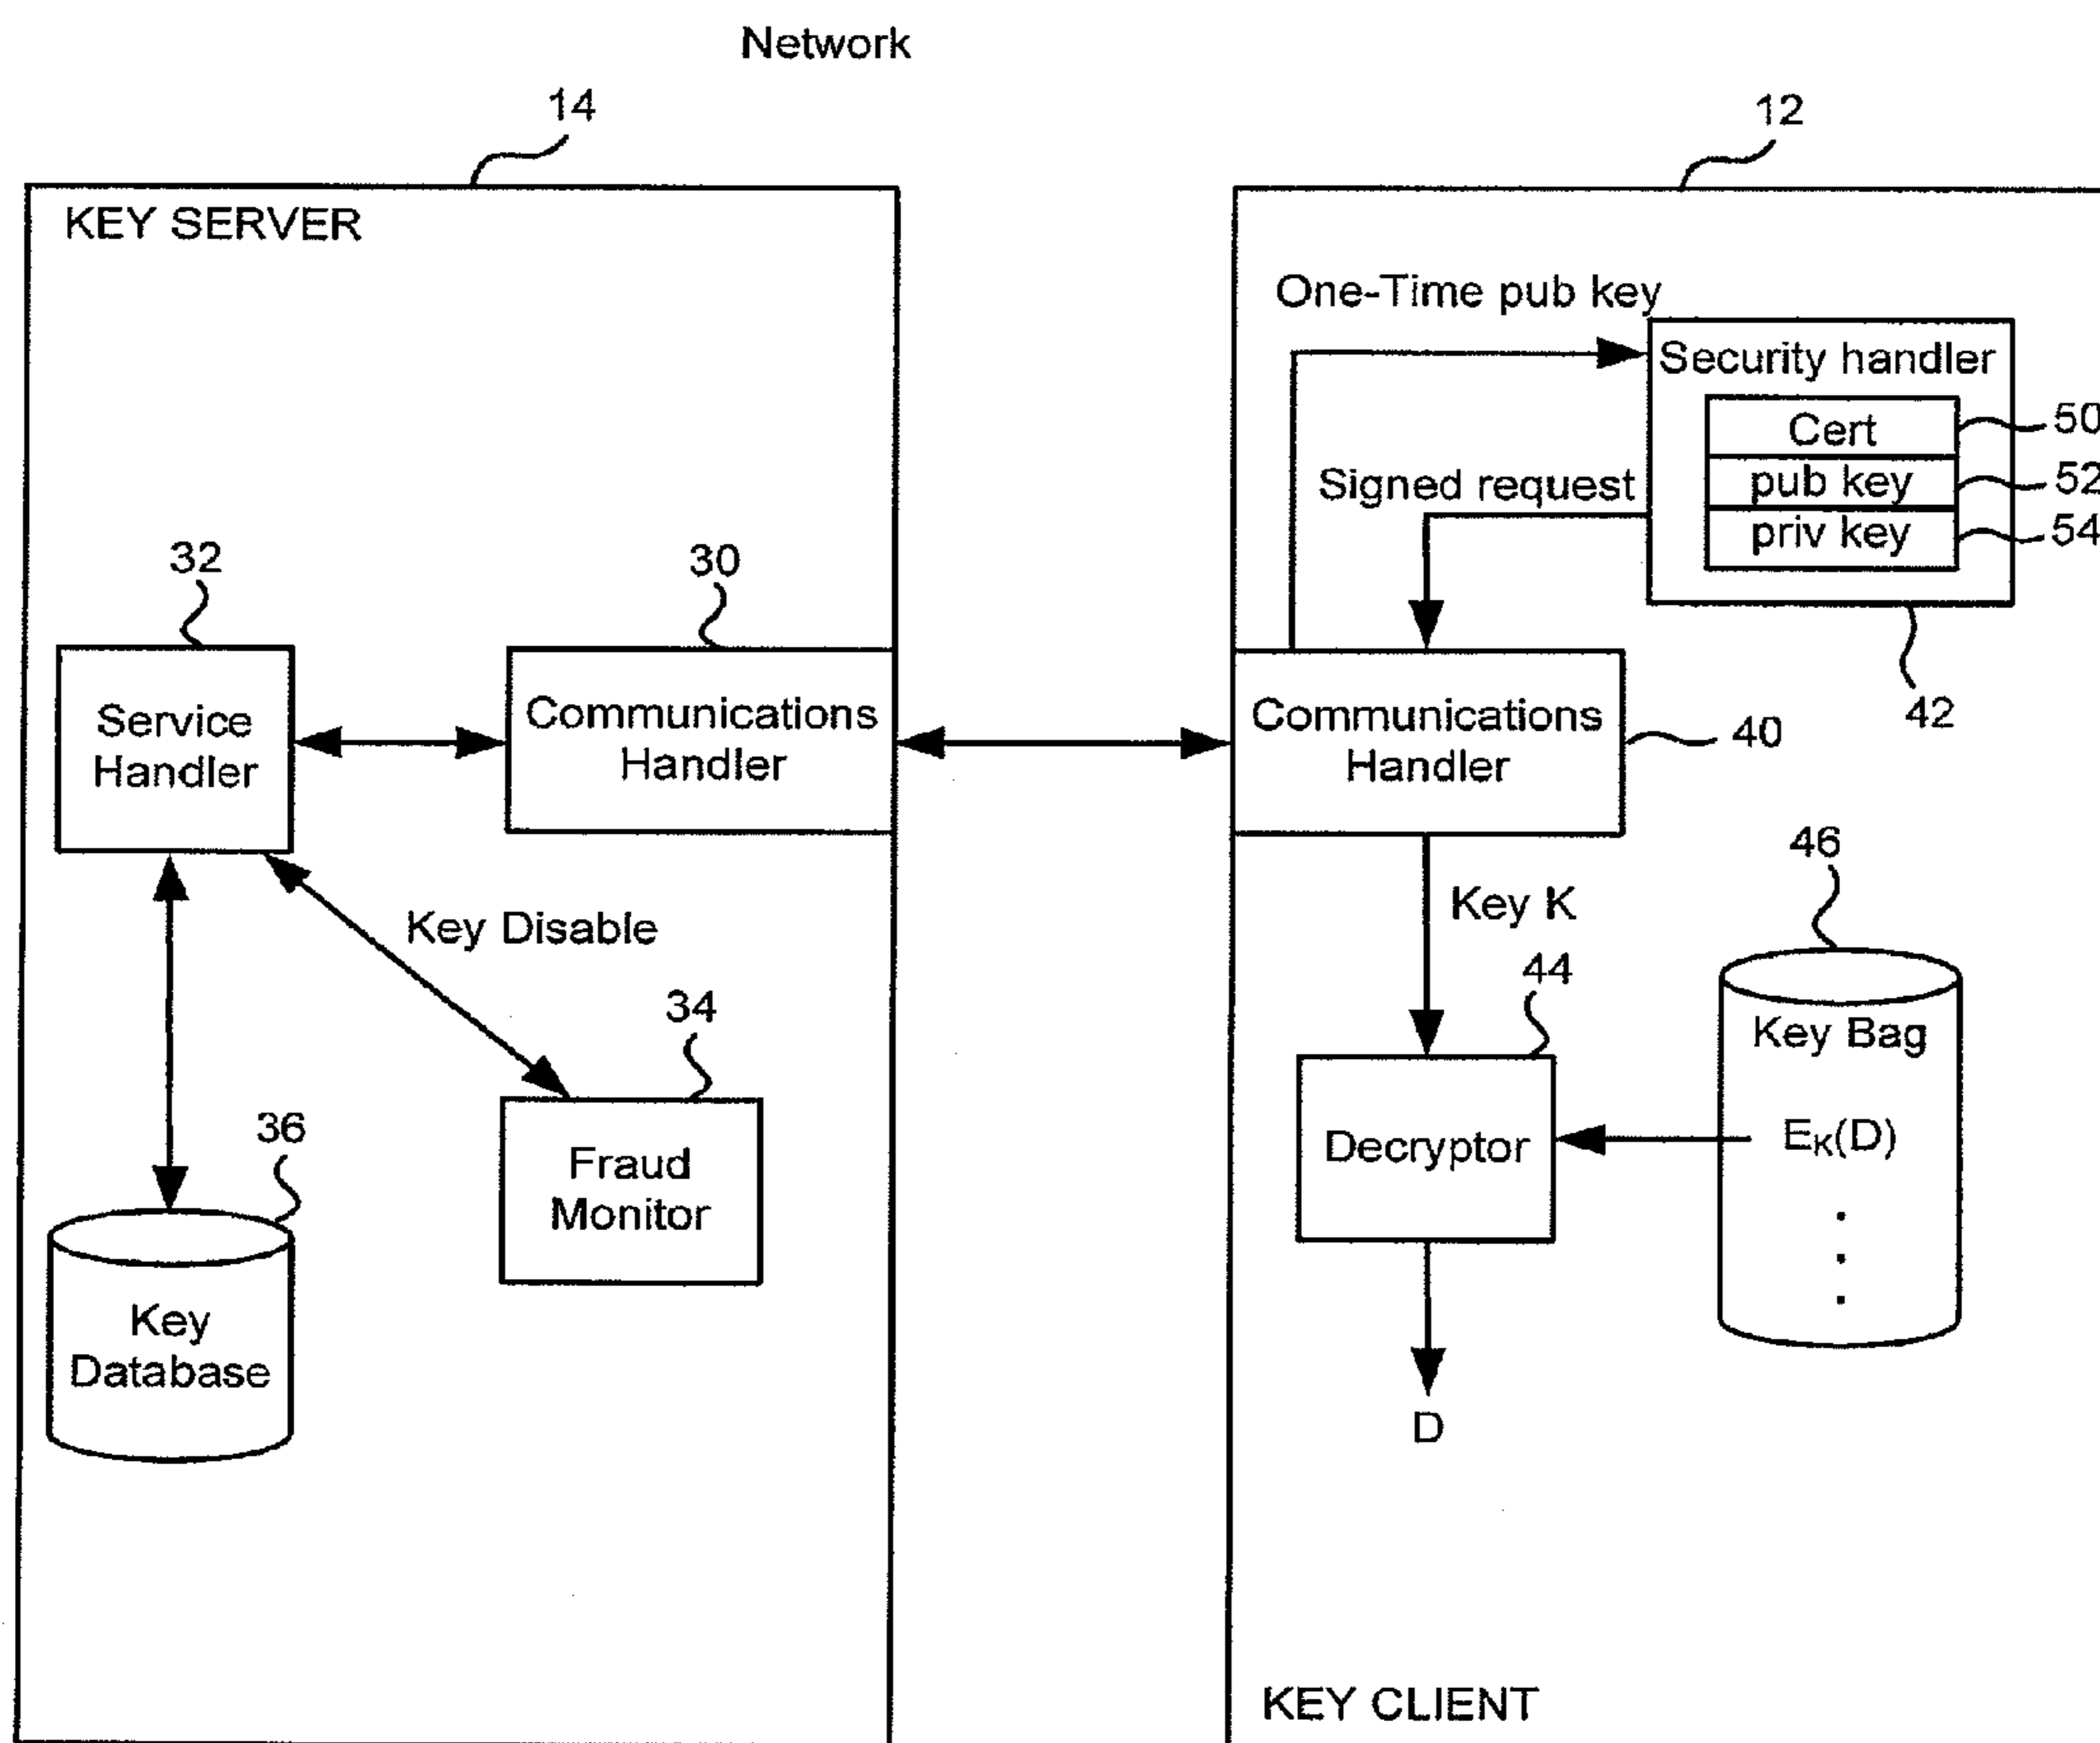 Network
14
12
KEY SERVER
One-Time pub key
Security handler
Cert
50
pub key
52
priv key
54
Signed request
42
32
30
Service
Handler
Communications
Handler
Communications
Handler
40
Key Disable
Key K
46
34
44
Key Bag
36
Fraud
Monitor
Decryptor
EK(D)
Key
Database
D
KEY CLIENT